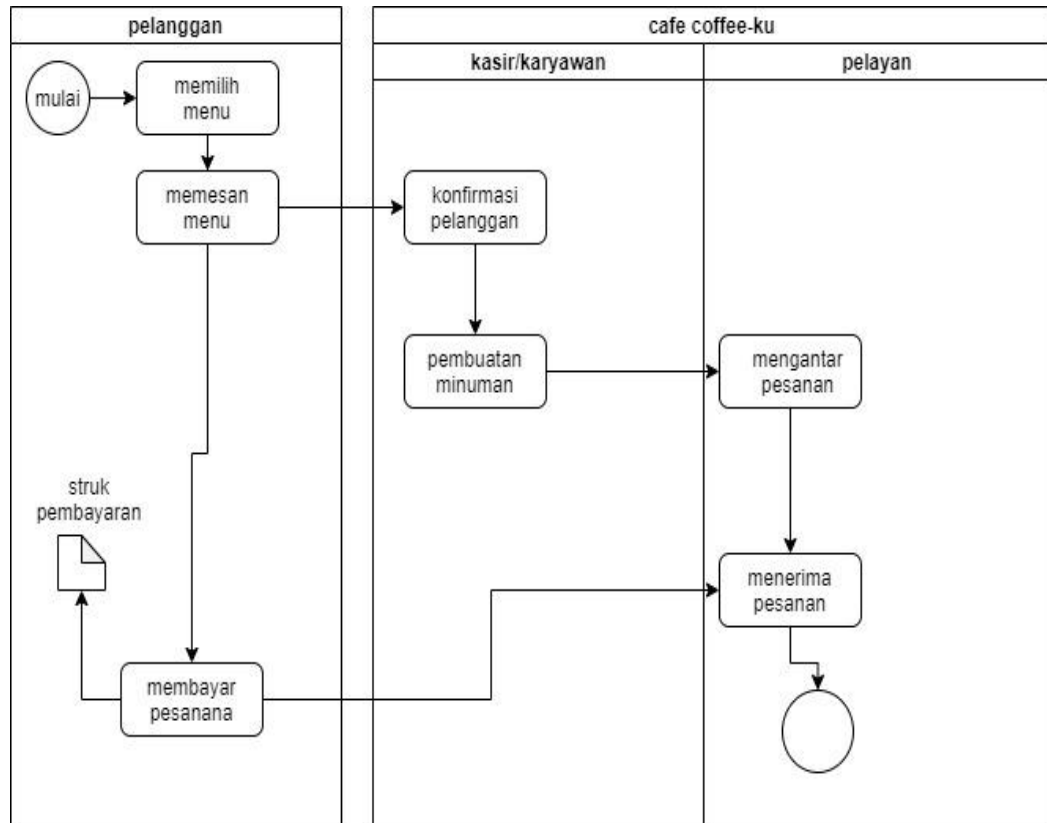 pelanggan
cafe coffee-ku
kasir/karyawan
pelayan
mulai
memilih
menu
memesan
menu
konfirmasi
pelanggan
pembuatan
minuman
mengantar
pesanan
struk
pembayaran
menerima
pesanan
membayar
pesanana